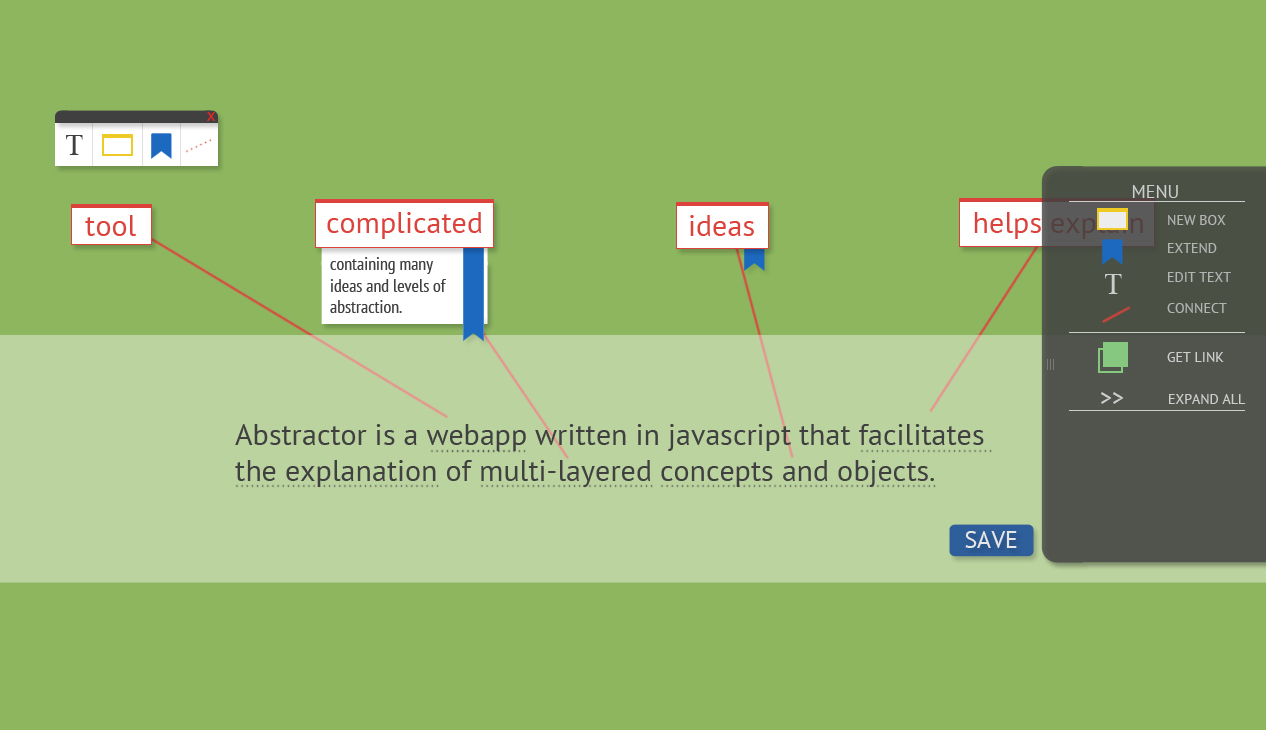 X
T
tool
complicated
ideas
helps explain
containing many
ideas and levels of
abstraction.
Abstractor is a webapp written in javascript that facilitates
the explanation of multi-layered concepts and objects.
SAVE
MENU
NEW BOX
EXTEND
T EDIT TEXT
CONNECT
GET LINK
>> EXPAND ALL